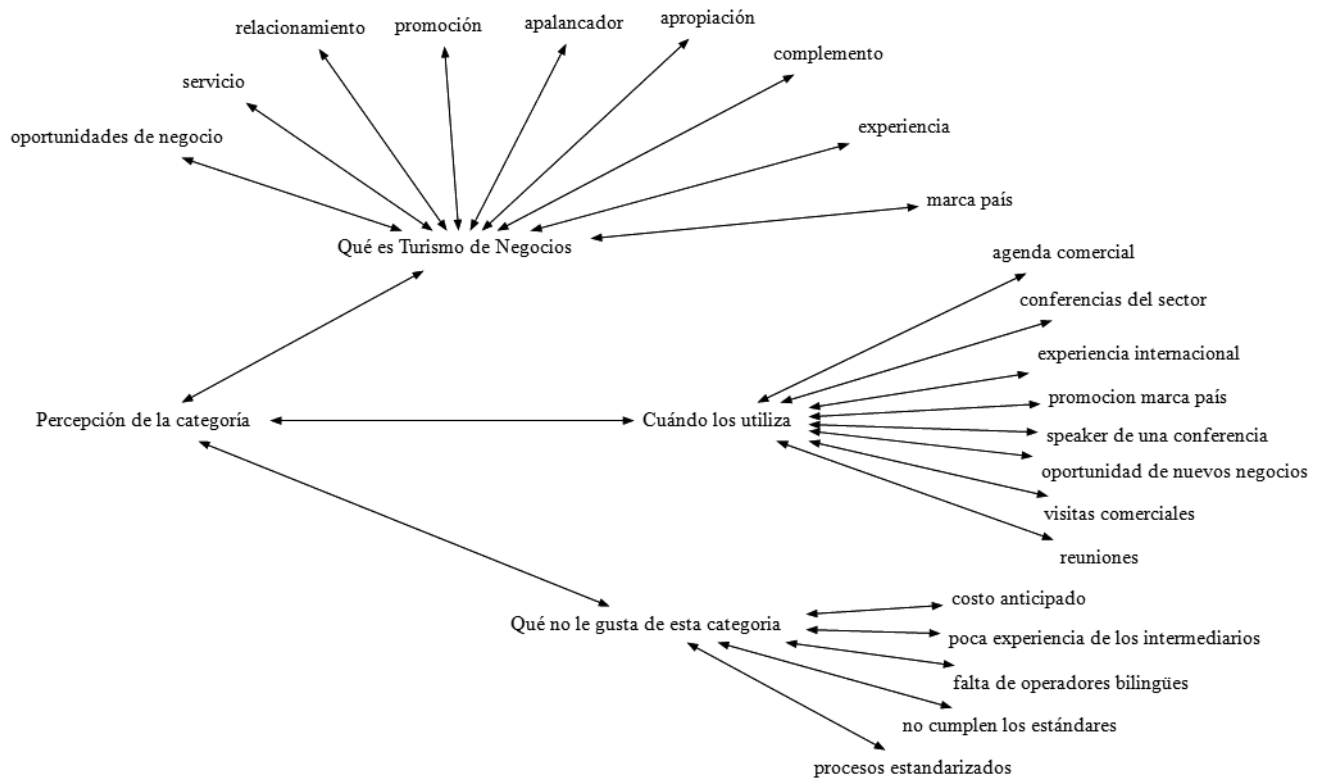 apropiación
apalancador
promoción
relacionamiento
complemento
servicio
experiencia
oportunidades de negocio
marca país
Qué es Turismo de Negocios
agenda comercial
conferencias del sector
experiencia internacional
promocion marca país
Percepción de la categoría
Cuándo los utiliza
speaker de una conferencia
oportunidad de nuevos negocios
visitas comerciales
reuniones
costo anticipado
Qué no le gusta de esta categoria
poca experiencia de los intermediarios
falta de operadores bilingües
no cumplen los estándares
procesos estandarizados